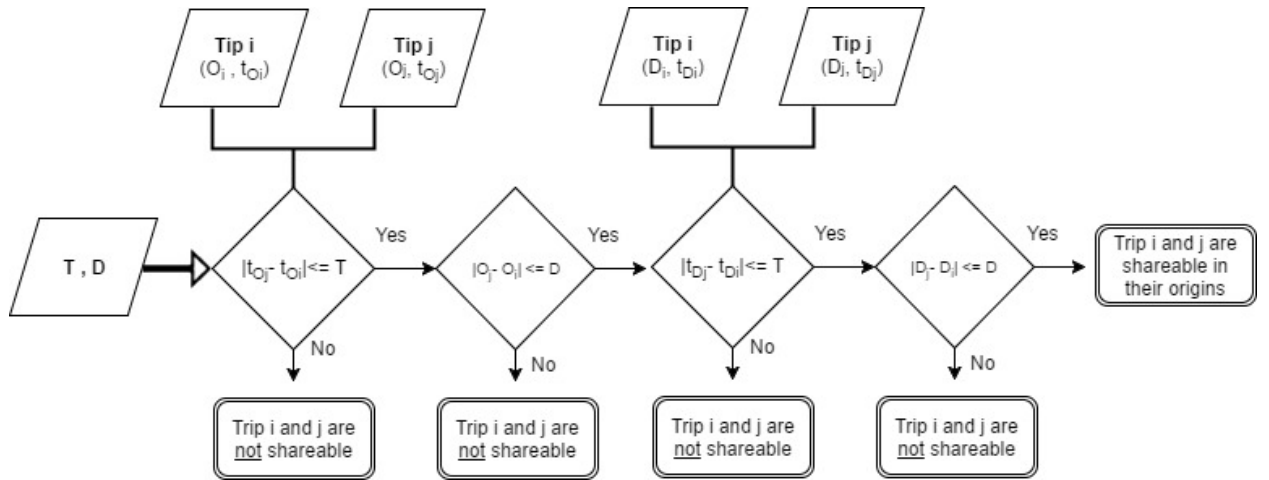 Tip i
(Oi , tOi)
Tip j
(Oj, tOj)
Tip i
(Di, tDi)
Tip j
(Dj, tDj)
T , D
|tOj- tOi|<= T
Yes
|Oj- Oi| <= D
Yes
|tDj- tDi|<= T
Yes
|Dj- Di| <= D
Yes
Trip i and j are
shareable in
their origins
No
No
No
No
Trip i and j are
not shareable
Trip i and j are
not shareable
Trip i and j are
not shareable
Trip i and j are
not shareable